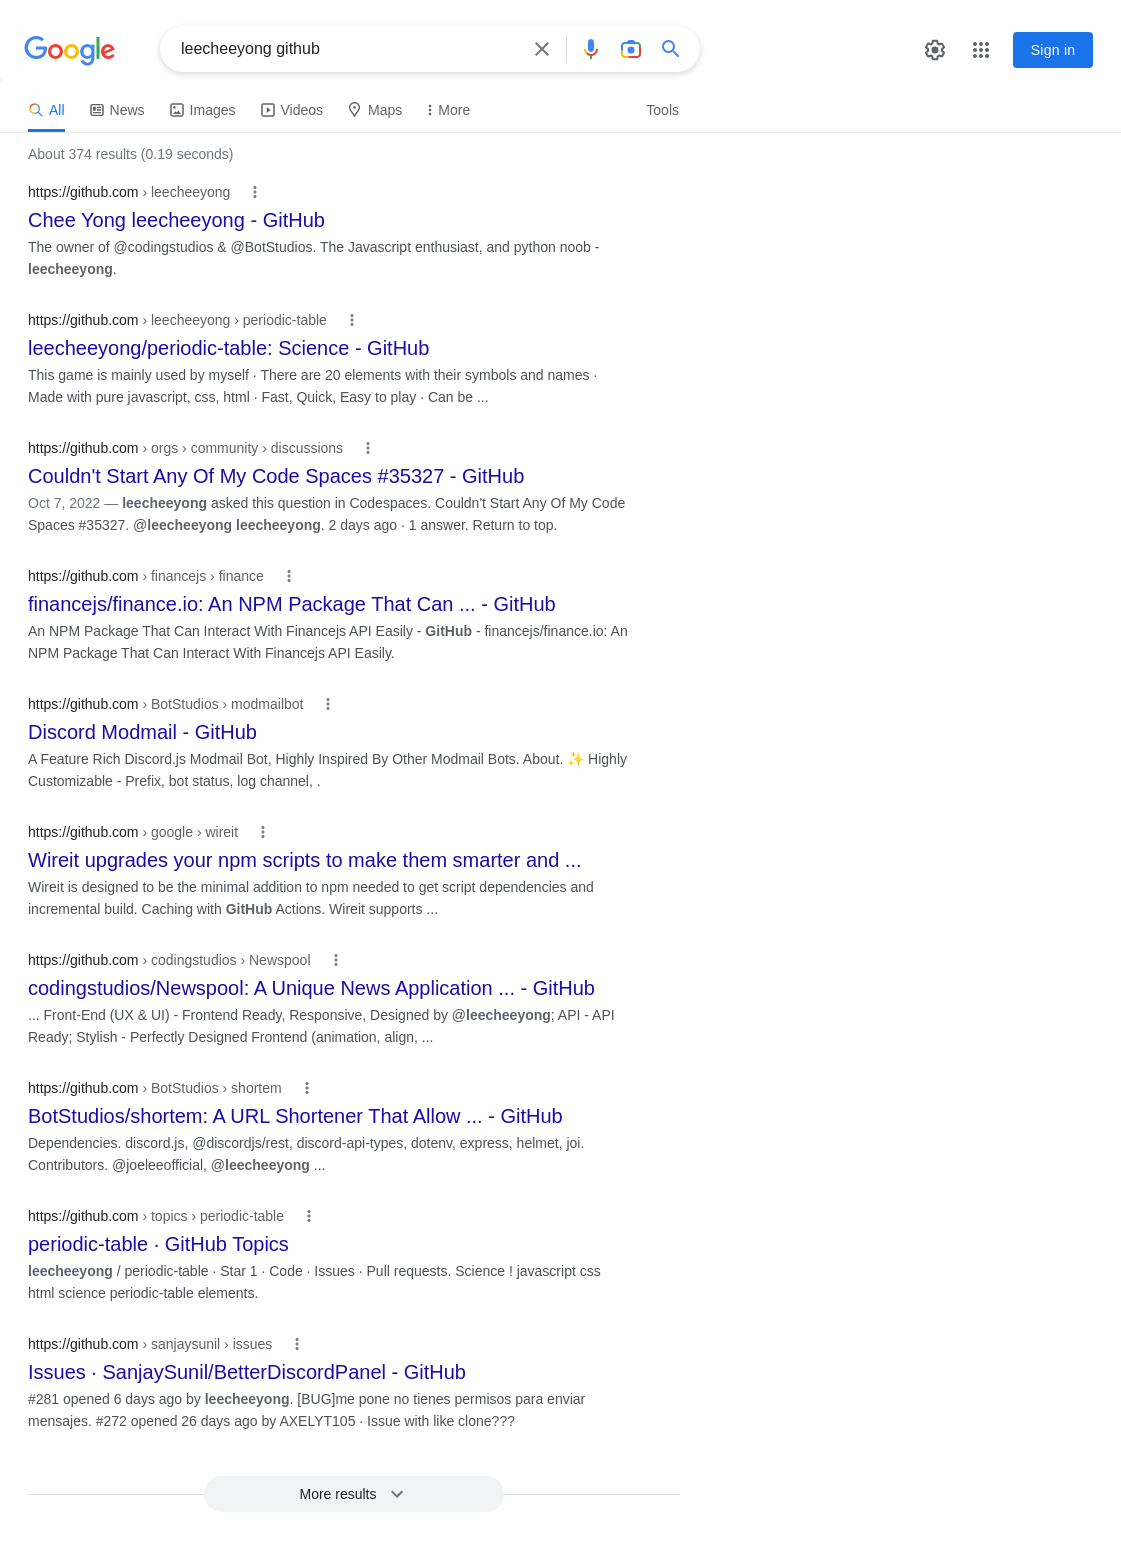 Google
leecheeyong github
Sign in
All
News
Images
Videos
Maps
More
Tools
About 374 results (0.19 seconds)
https://github.com › leecheeyong
Chee Yong leecheeyong - GitHub
The owner of @codingstudios & @BotStudios. The Javascript enthusiast, and python noob -
leecheeyong.
https://github.com › leecheeyong › periodic-table
leecheeyong/periodic-table: Science - GitHub
This game is mainly used by myself · There are 20 elements with their symbols and names ·
Made with pure javascript, css, html · Fast, Quick, Easy to play · Can be ...
https://github.com › orgs › community › discussions
Couldn't Start Any Of My Code Spaces #35327 - GitHub
Oct 7, 2022 — leecheeyong asked this question in Codespaces. Couldn't Start Any Of My Code
Spaces #35327. @leecheeyong leecheeyong. 2 days ago · 1 answer. Return to top.
https://github.com › financejs › finance
financejs/finance.io: An NPM Package That Can ... - GitHub
An NPM Package That Can Interact With Financejs API Easily - GitHub - financejs/finance.io: An
NPM Package That Can Interact With Financejs API Easily.
https://github.com › BotStudios › modmailbot
Discord Modmail - GitHub
A Feature Rich Discord.js Modmail Bot, Highly Inspired By Other Modmail Bots. About. ✨ Highly
Customizable - Prefix, bot status, log channel, .
https://github.com › google › wireit
Wireit upgrades your npm scripts to make them smarter and ...
Wireit is designed to be the minimal addition to npm needed to get script dependencies and
incremental build. Caching with GitHub Actions. Wireit supports ...
https://github.com › codingstudios › Newspool
codingstudios/Newspool: A Unique News Application ... - GitHub
... Front-End (UX & UI) - Frontend Ready, Responsive, Designed by @leecheeyong; API - API
Ready; Stylish - Perfectly Designed Frontend (animation, align, ...
https://github.com › BotStudios › shortem
BotStudios/shortem: A URL Shortener That Allow ... - GitHub
Dependencies. discord.js, @discordjs/rest, discord-api-types, dotenv, express, helmet, joi.
Contributors. @joeleeofficial, @leecheeyong ...
https://github.com › topics › periodic-table
periodic-table · GitHub Topics
leecheeyong / periodic-table · Star 1 · Code · Issues · Pull requests. Science ! javascript css
html science periodic-table elements.
https://github.com › sanjaysunil › issues
Issues · SanjaySunil/BetterDiscordPanel - GitHub
#281 opened 6 days ago by leecheeyong. [BUG]me pone no tienes permisos para enviar
mensajes. #272 opened 26 days ago by AXELYT105 · Issue with like clone???
More results